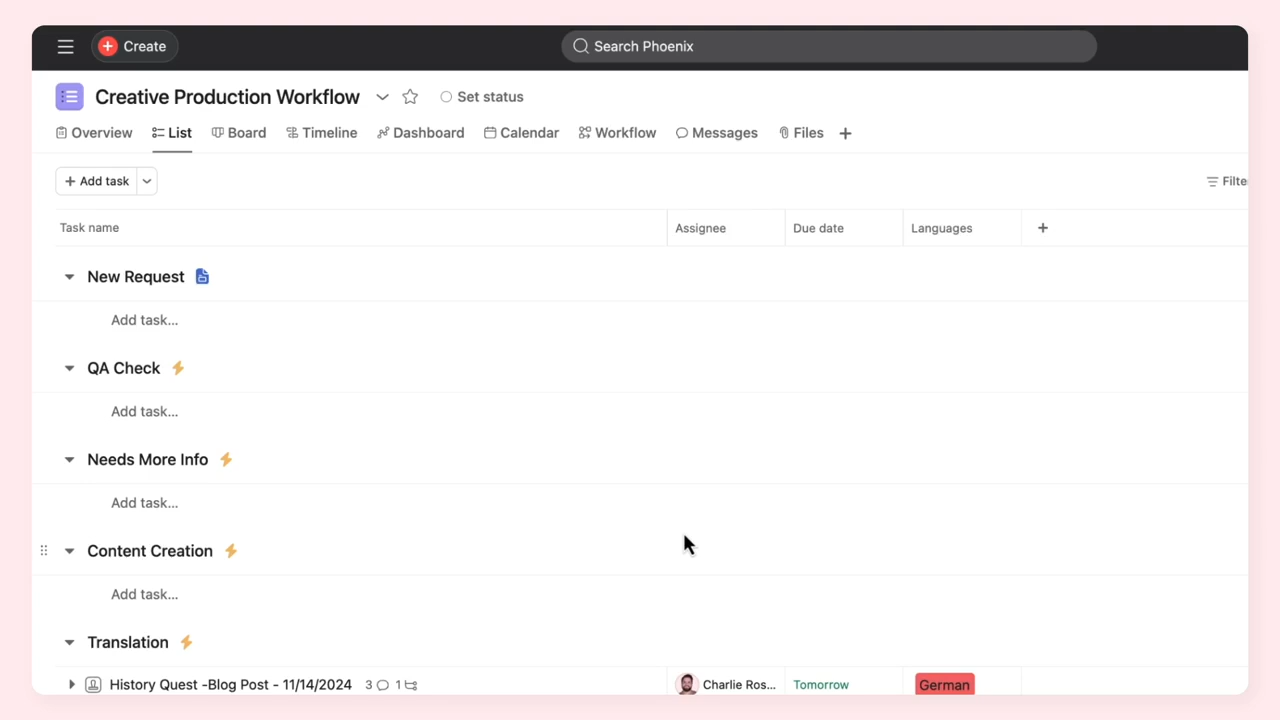 Create
Search Phoenix
Creative Production Workflow
Set status
Overview
List
Board
Timeline
Dashboard
Calendar
Workflow
Messages
Files
Add task
Filte
Task name
Assignee
Due date
Languages
New Request
Add task...
QA Check
Add task...
Needs More Info
Add task...
Content Creation
Add task...
Translation
History Quest -Blog Post - 11/14/2024 3 1
Charlie Ros...
Tomorrow
German